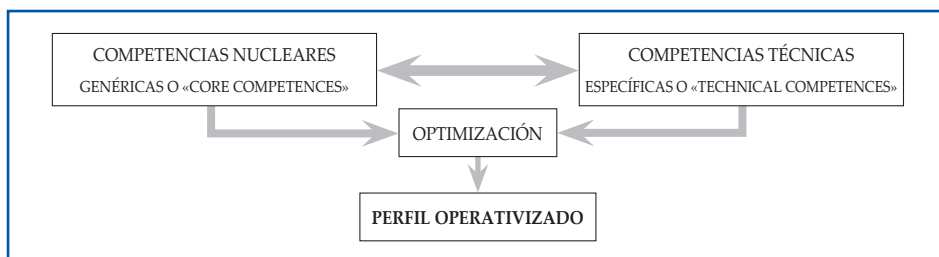 COMPETENCIAS NUCLEARES
GENÉRICAS O «CORE COMPETENCES»
COMPETENCIAS TÉCNICAS
ESPECÍFICAS O «TECHNICAL COMPETENCES»
OPTIMIZACIÓN
PERFIL OPERATIVIZADO